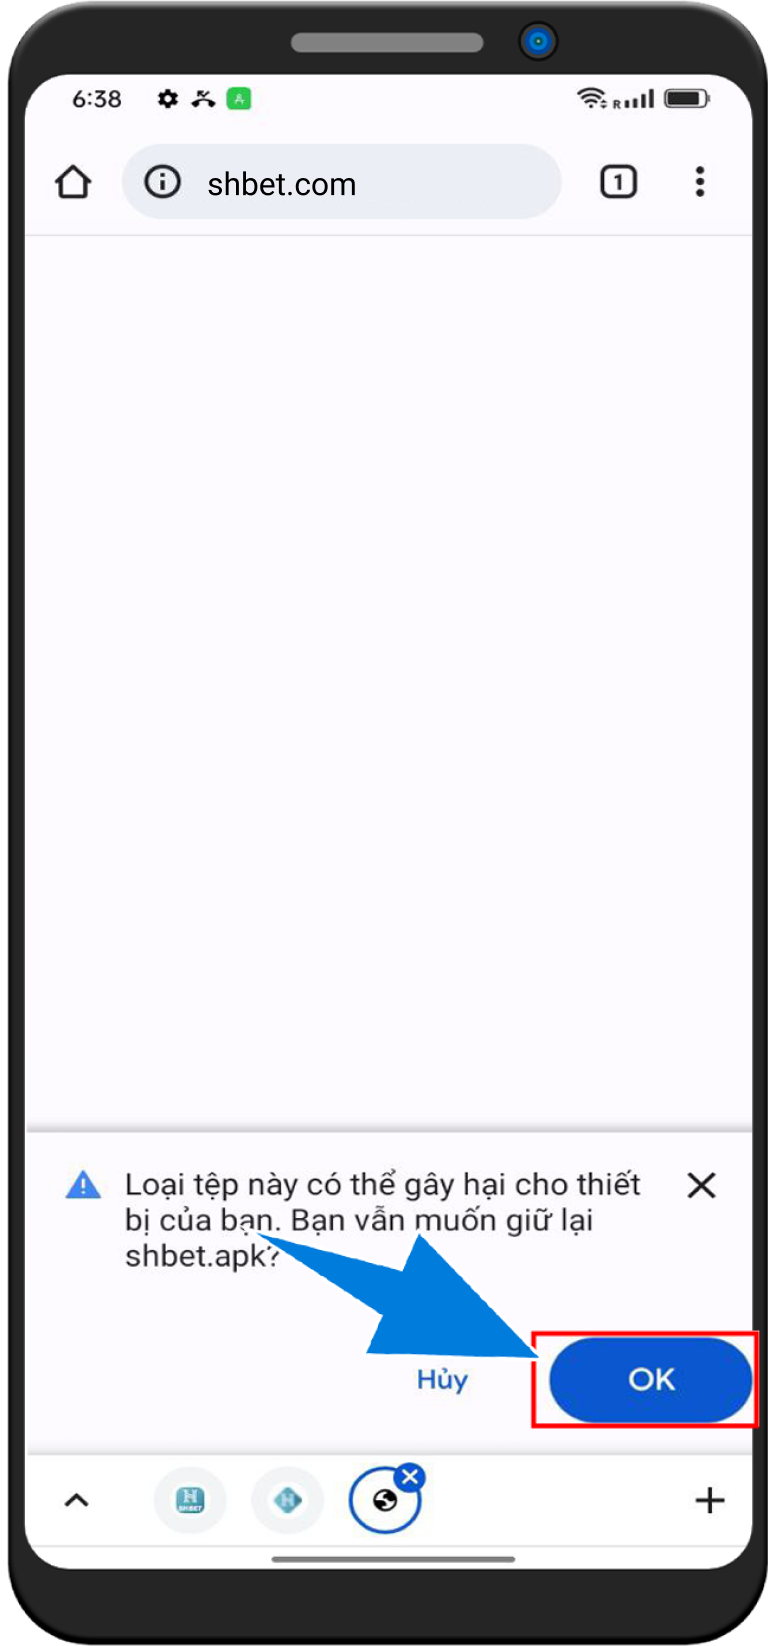 6:38
R
shbet.com
1
Loại tệp này có thể gây hại cho thiết
bị của bạn. Bạn vẫn muốn giữ lại
shbet.apk?
Hủy
OK
H
SHBET
H